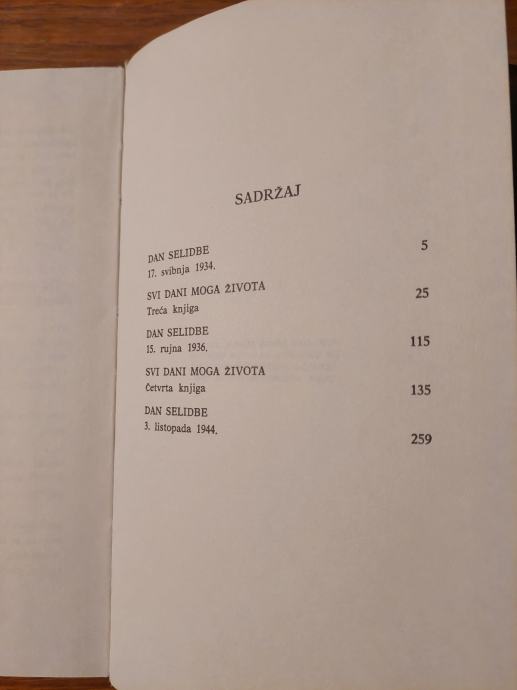 SADRŽAJ
DAN SELIDBE 5
17. svibnja 1934.
SVI DANI MOGA ŽIVOTA 25
Treća knjiga
DAN SELIDBE 115
15. rujna 1936.
SVI DANI MOGA ŽIVOTA 135
Četvrta knjiga
DAN SELIDBE 259
3. listopada 1944.